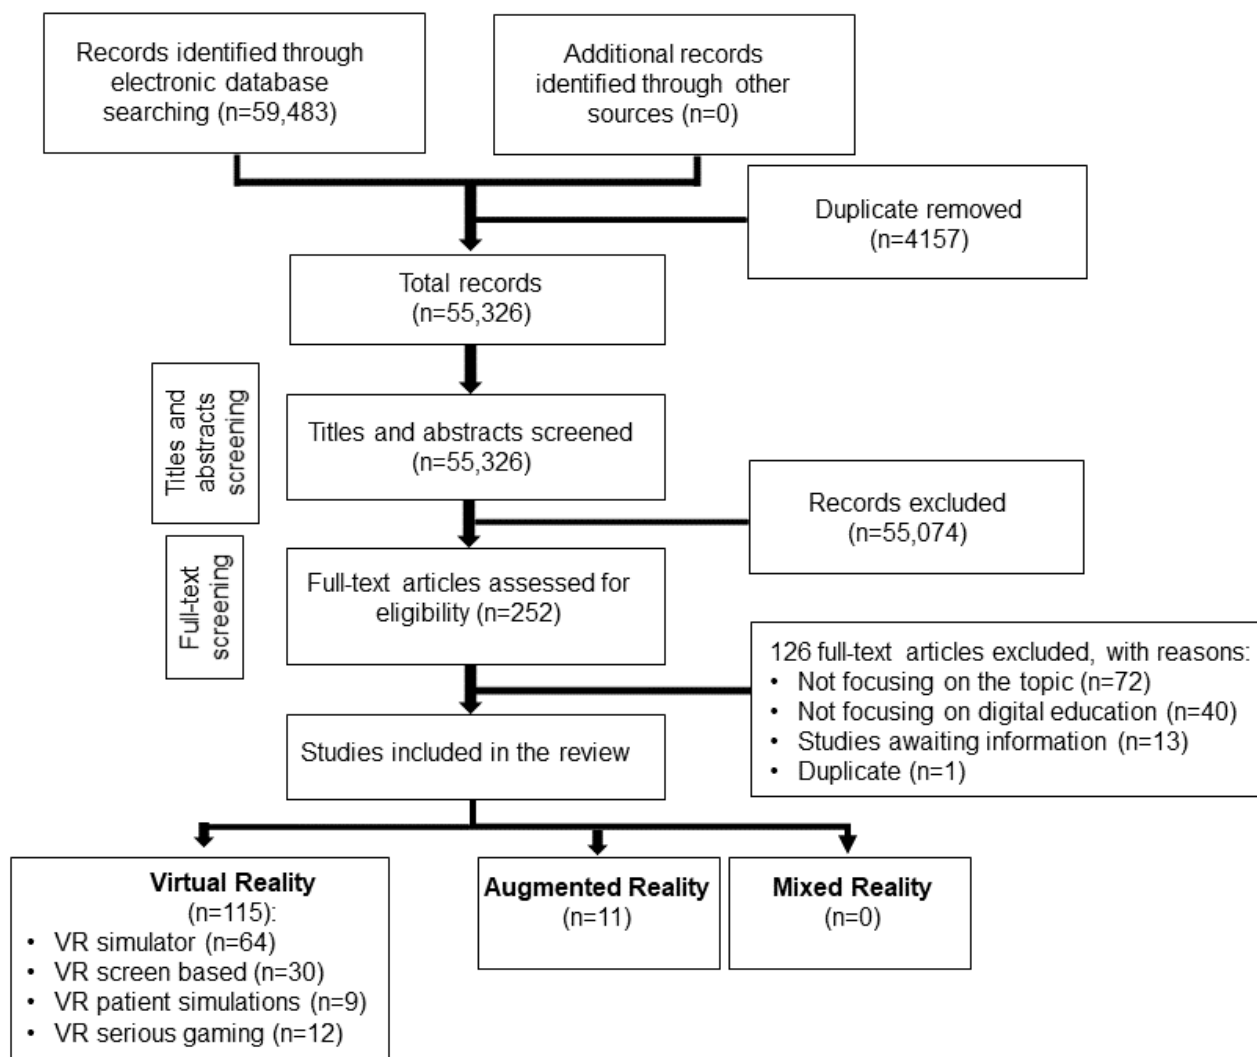 Records identified through
electronic database
searching (n=59,483)
Additional records
identified through other
sources (n=0)
Duplicate removed
(n=4157)
Total records
(n=55,326)
Titles and
abstracts
screening
Titles and abstracts screened
(n=55,326)
Records excluded
(n=55,074)
Full-text
screening
Full-text articles assessed for
eligibility (n=252)
126 full-text articles excluded, with reasons:
• Not focusing on the topic (n=72)
• Not focusing on digital education (n=40)
• Studies awaiting information (n=13)
• Duplicate (n=1)
Studies included in the review
Virtual Reality
(n=115):
• VR simulator (n=64)
• VR screen based (n=30)
• VR patient simulations (n=9)
• VR serious gaming (n=12)
Augmented Reality
(n=11)
Mixed Reality
(n=0)